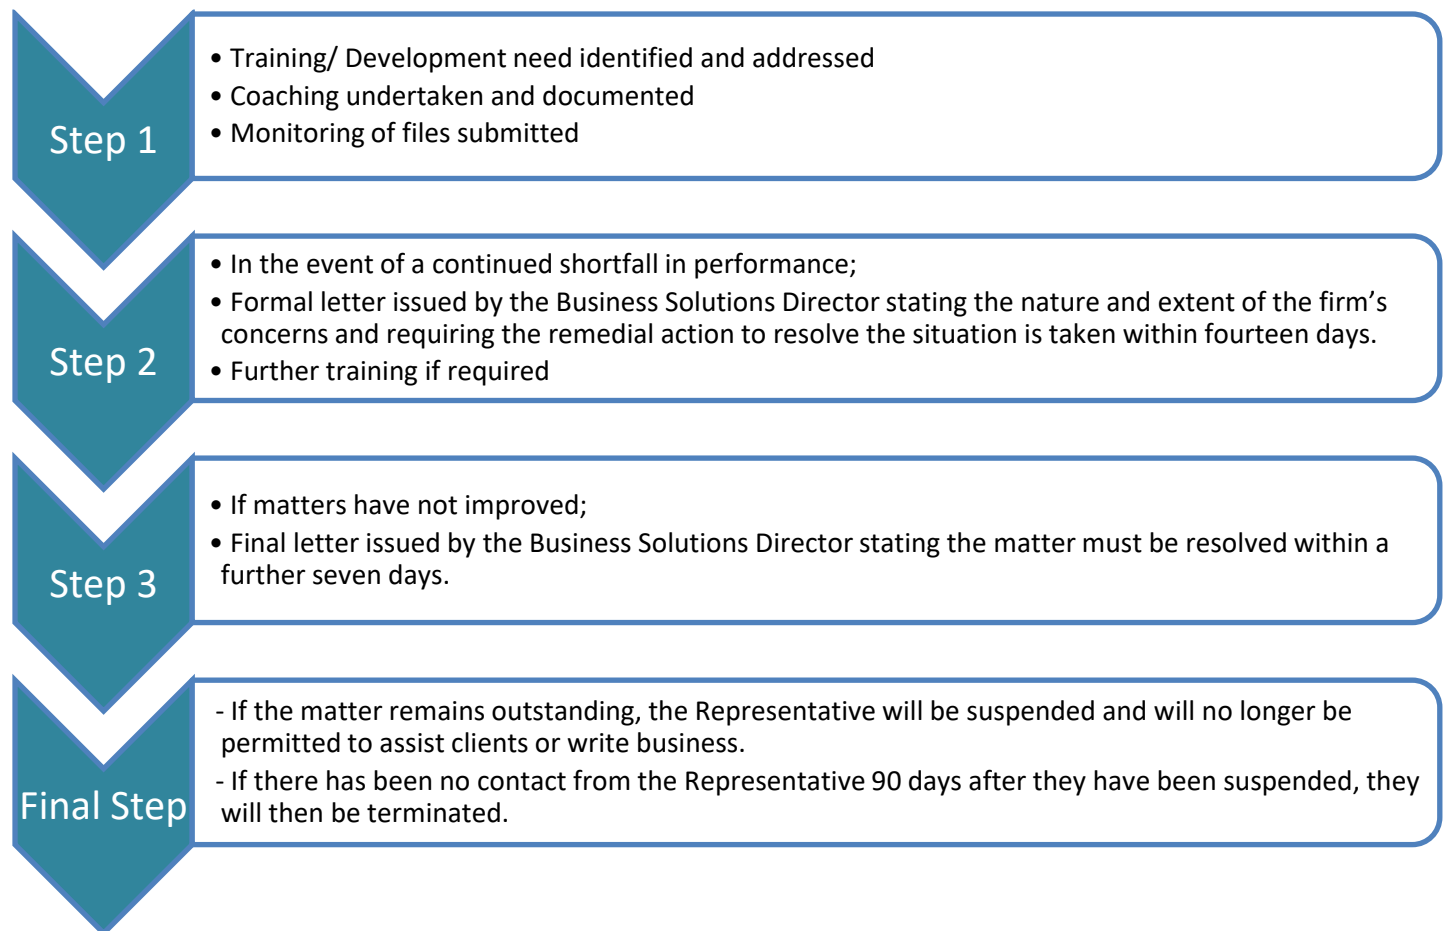 Step 1
• Training/ Development need identified and addressed
• Coaching undertaken and documented
• Monitoring of files submitted
Step 2
• In the event of a continued shortfall in performance;
• Formal letter issued by the Business Solutions Director stating the nature and extent of the firm’s
concerns and requiring the remedial action to resolve the situation is taken within fourteen days.
• Further training if required
Step 3
• If matters have not improved;
• Final letter issued by the Business Solutions Director stating the matter must be resolved within a
further seven days.
Final Step
- If the matter remains outstanding, the Representative will be suspended and will no longer be
permitted to assist clients or write business.
- If there has been no contact from the Representative 90 days after they have been suspended, they
will then be terminated.